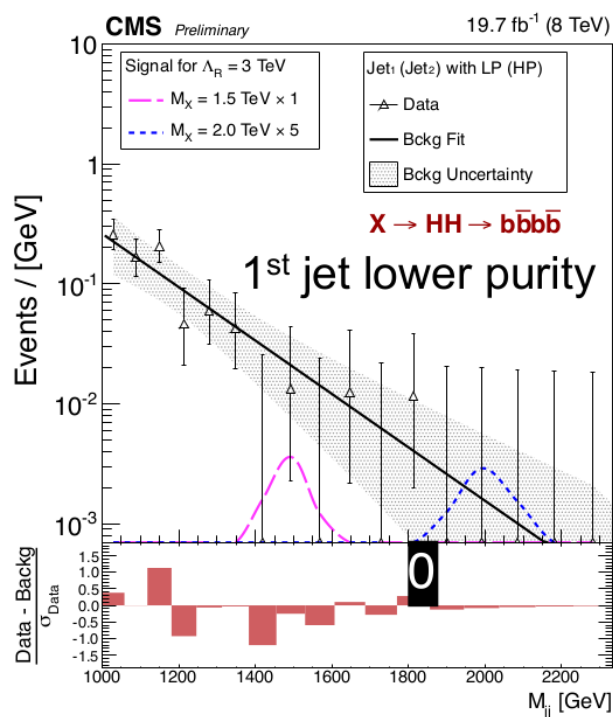 CMS Preliminary 19.7 fb⁻¹ (8 TeV)
Signal for Λ_R = 3 TeV
M_X = 1.5 TeV × 1
M_X = 2.0 TeV × 5
Jet₁ (Jet₂) with LP (HP)
Data
Bckg Fit
Bckg Uncertainty
X → HH → bb̄bb̄
1st jet lower purity
Events / [GeV]
10
1
10⁻¹
10⁻²
10⁻³
0
Data - Backg
σ_Data
1.5
1.0
0.5
0.0
-0.5
-1.0
-1.5
1000 1200 1400 1600 1800 2000 2200
M_jj [GeV]